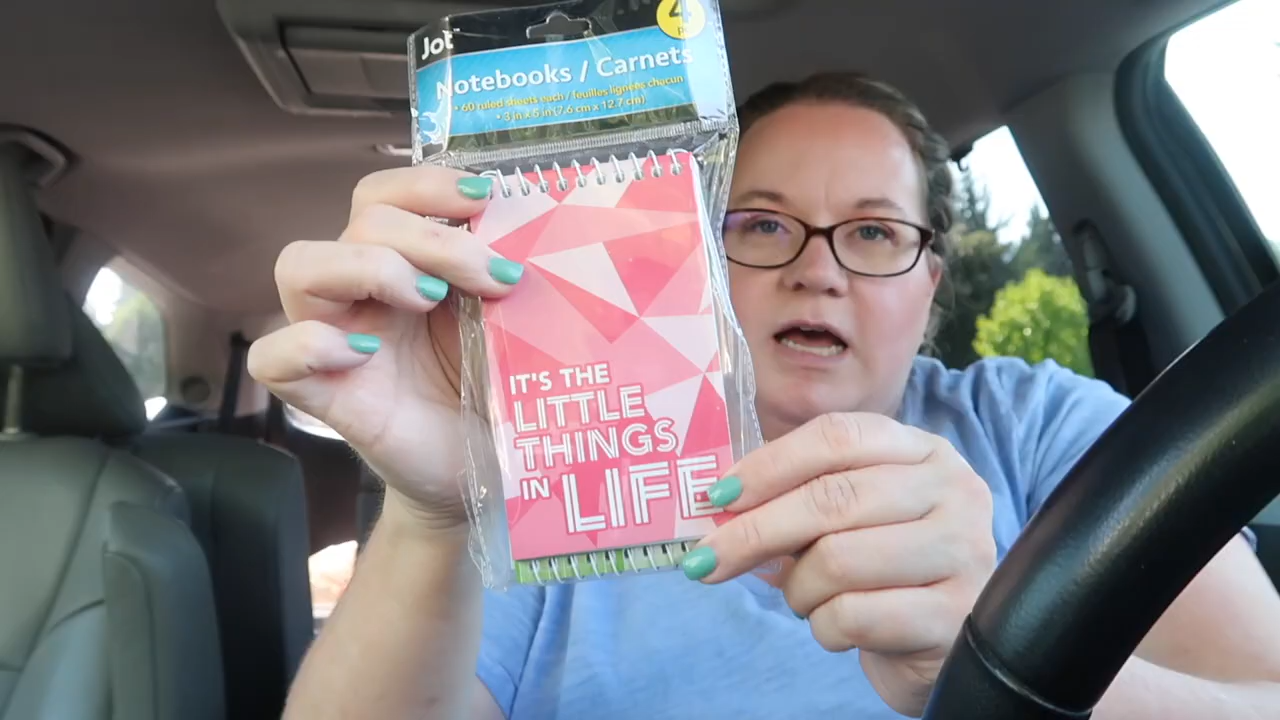 Jot
4
Notebooks / Carnets
• 60 ruled sheets each / feuilles lignées chacun
• 3 in x 5 in (7.6 cm x 12.7 cm)
IT'S THE
LITTLE
THINGS
IN LIFE